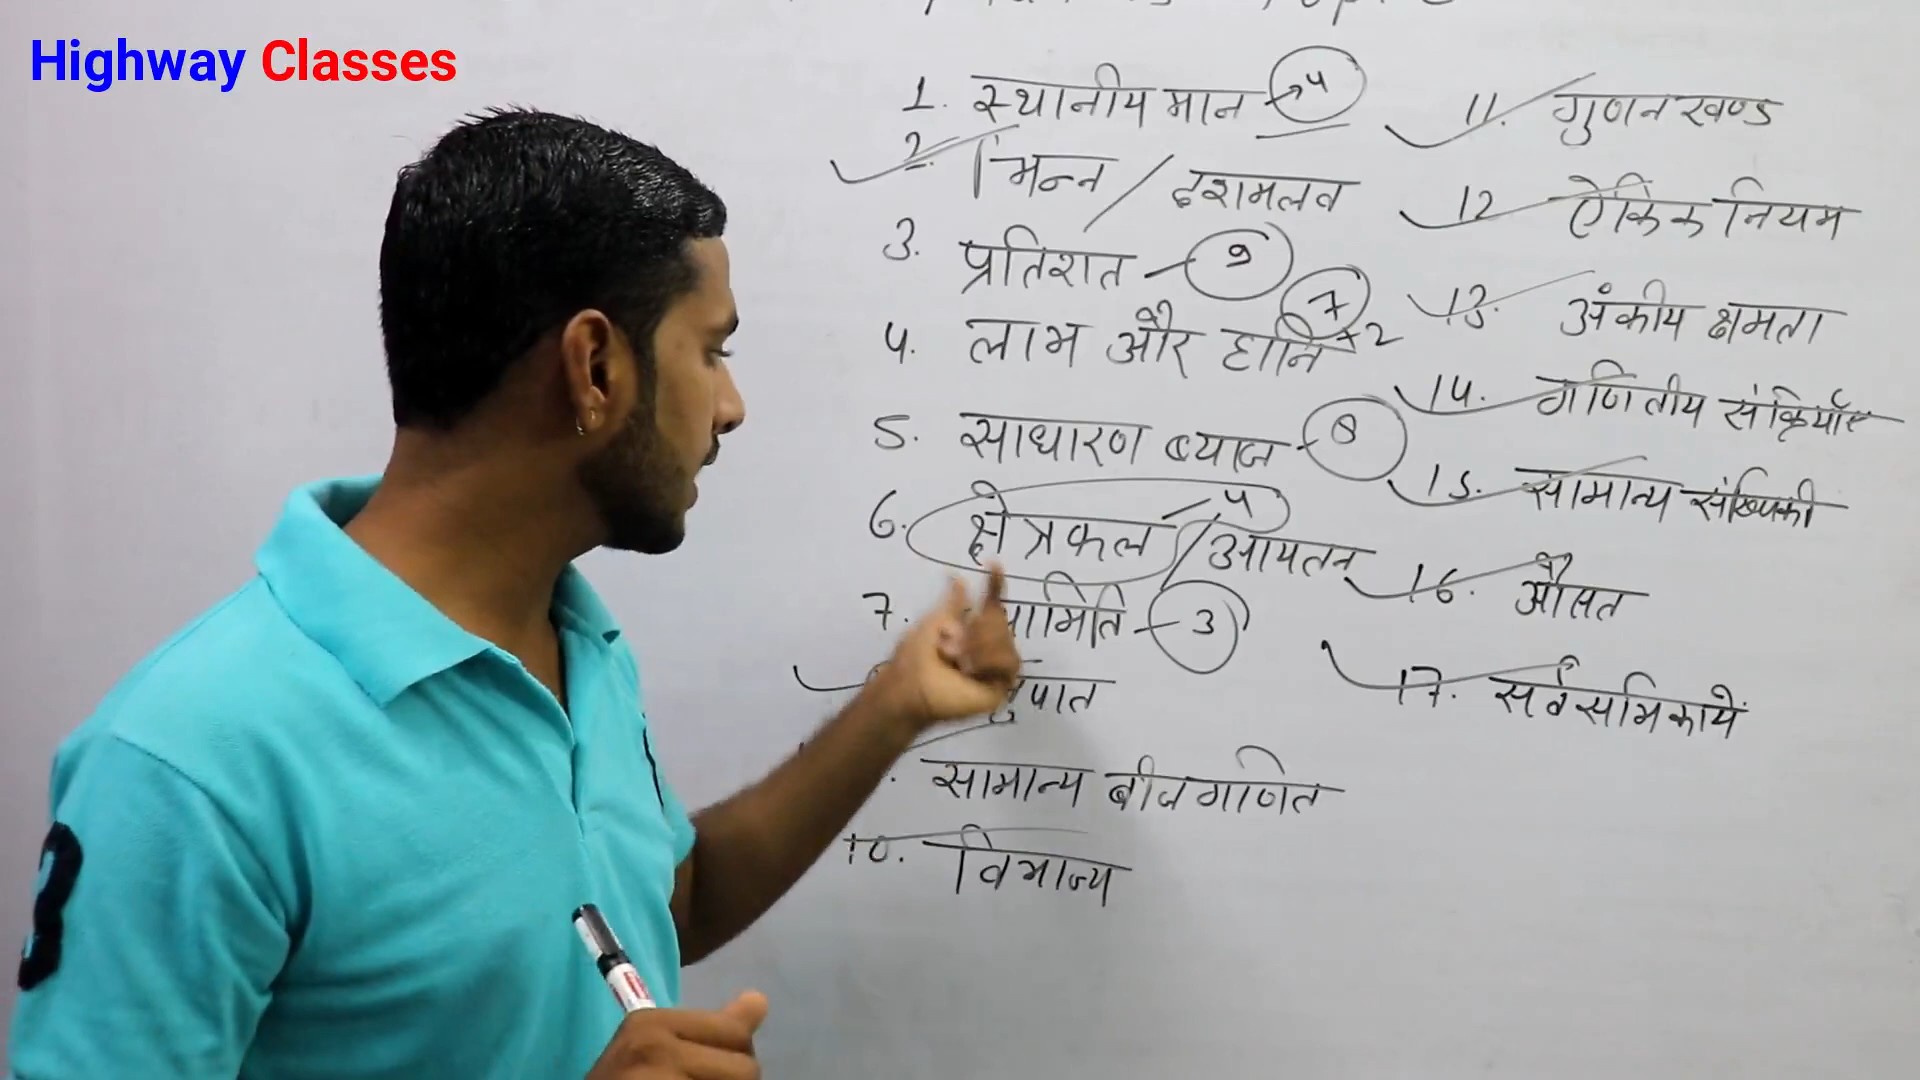 Highway Classes
1. स्थानीय मान → 4
2. भिन्न / दशमलव
3. प्रतिशत - 9
4. लाभ और हानि 7 × 2
5. साधारण ब्याज - 8
6. क्षेत्रफल / आयतन 4
7. - 3
10. विभाज्य
सामान्य बीजगणित
11. गुणनखण्ड
12 ऐकिक नियम
13. अंकीय क्षमता
14. गणितीय संक्रियाएँ
15. सामान्य संख्यिकी
16. औसत
17. सर्वसमिकायें